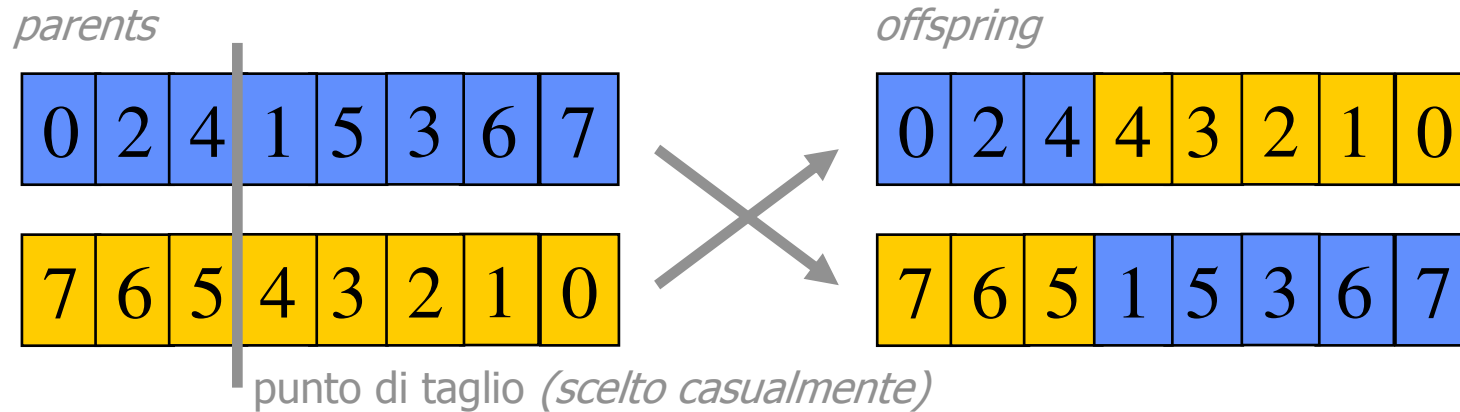 parents
offspring
0 2 4 1 5 3 6 7
0 2 4 4 3 2 1 0
7 6 5 4 3 2 1 0
7 6 5 1 5 3 6 7
punto di taglio (scelto casualmente)